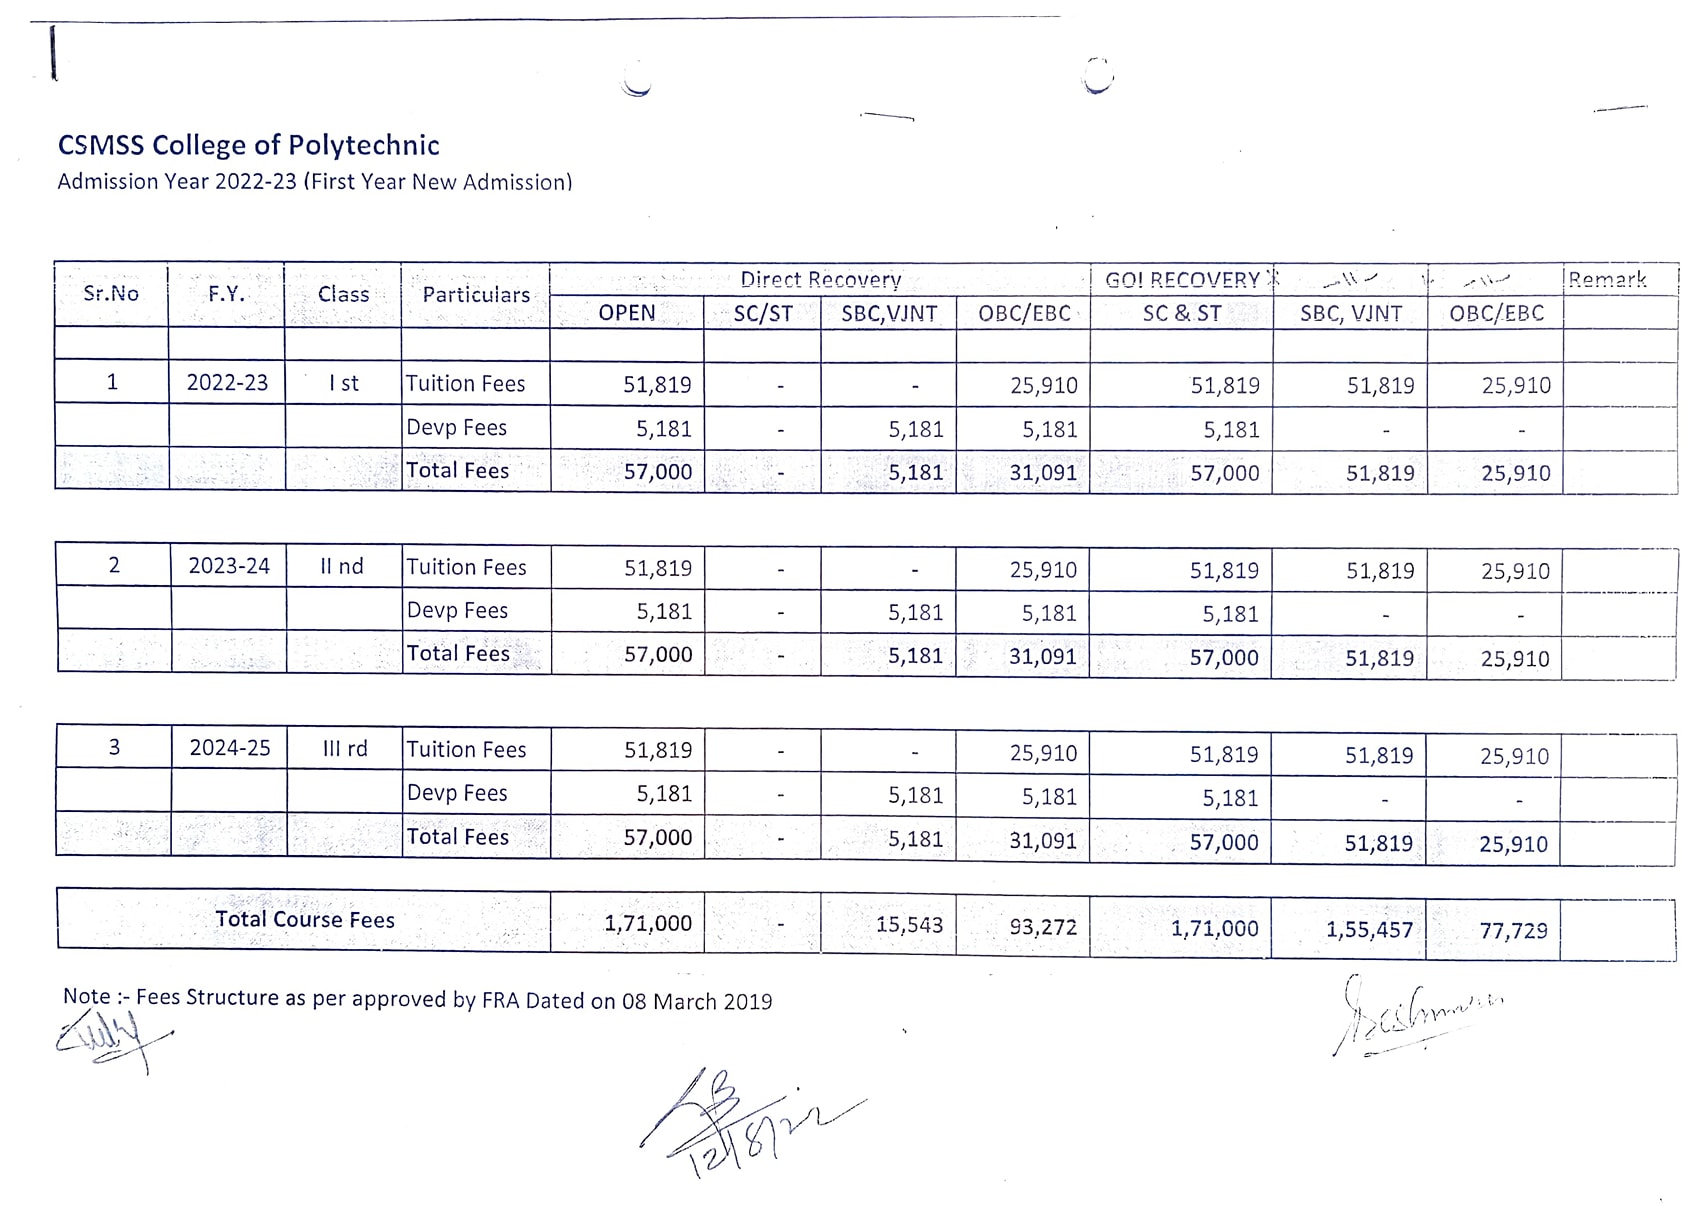 CSMSS College of Polytechnic
Admission Year 2022-23 (First Year New Admission)
Sr.No F.Y. Class Particulars Direct Recovery GOI RECOVERY Remark
OPEN SC/ST SBC,VJNT OBC/EBC SC & ST SBC, VJNT OBC/EBC
1 2022-23 I st Tuition Fees 51,819 - - 25,910 51,819 51,819 25,910
Devp Fees 5,181 - 5,181 5,181 5,181 - -
Total Fees 57,000 - 5,181 31,091 57,000 51,819 25,910
2 2023-24 II nd Tuition Fees 51,819 - - 25,910 51,819 51,819 25,910
Devp Fees 5,181 - 5,181 5,181 5,181 - -
Total Fees 57,000 - 5,181 31,091 57,000 51,819 25,910
3 2024-25 III rd Tuition Fees 51,819 - - 25,910 51,819 51,819 25,910
Devp Fees 5,181 - 5,181 5,181 5,181 - -
Total Fees 57,000 - 5,181 31,091 57,000 51,819 25,910
Total Course Fees 1,71,000 - 15,543 93,272 1,71,000 1,55,457 77,729
Note :- Fees Structure as per approved by FRA Dated on 08 March 2019
12/8/22